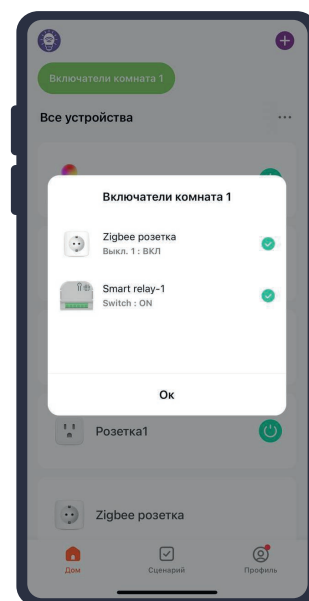 Включатели комната 1
Все устройства
Включатели комната 1
Zigbee розетка
Выкл. 1 : ВКЛ
Smart relay-1
Switch : ON
Ок
Розетка1
Zigbee розетка
Дом
Сценарий
Профиль